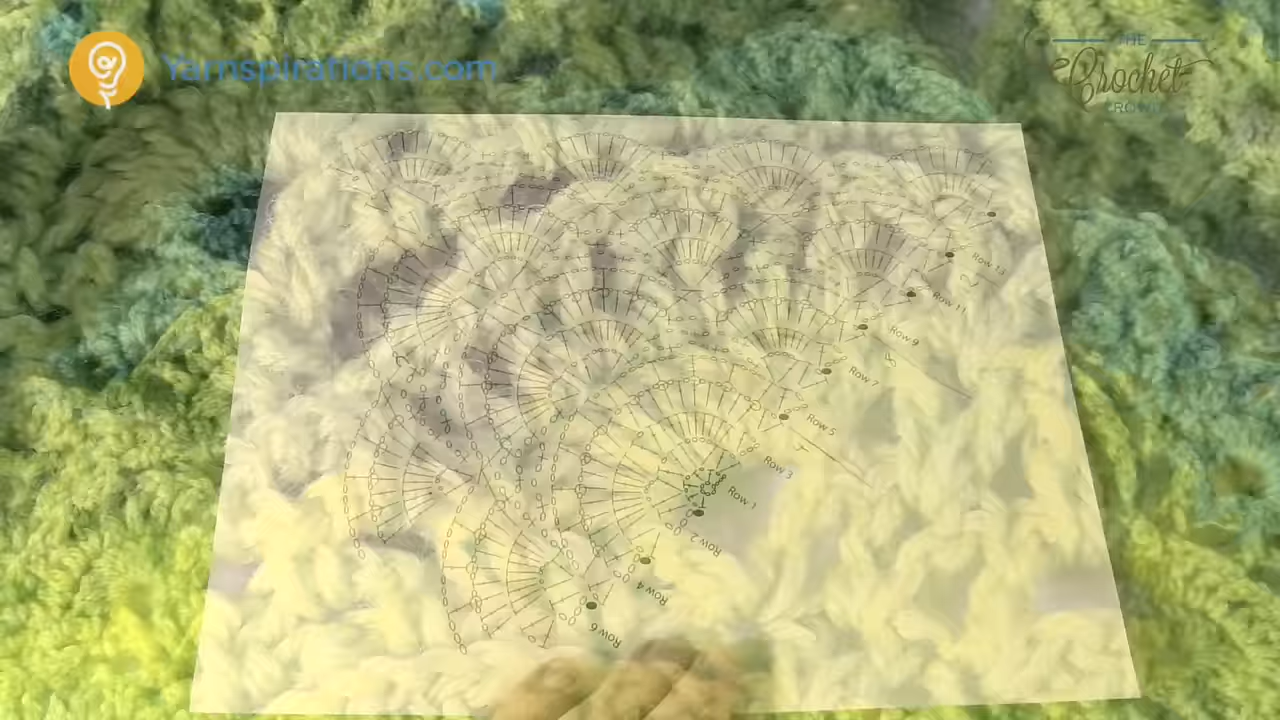 Yarnspirations.com
THE
Crochet
CROWD
Row 13
Row 11
Row 9
Row 7
Row 5
Row 3
Row 1
Row 2
Row 4
Row 6